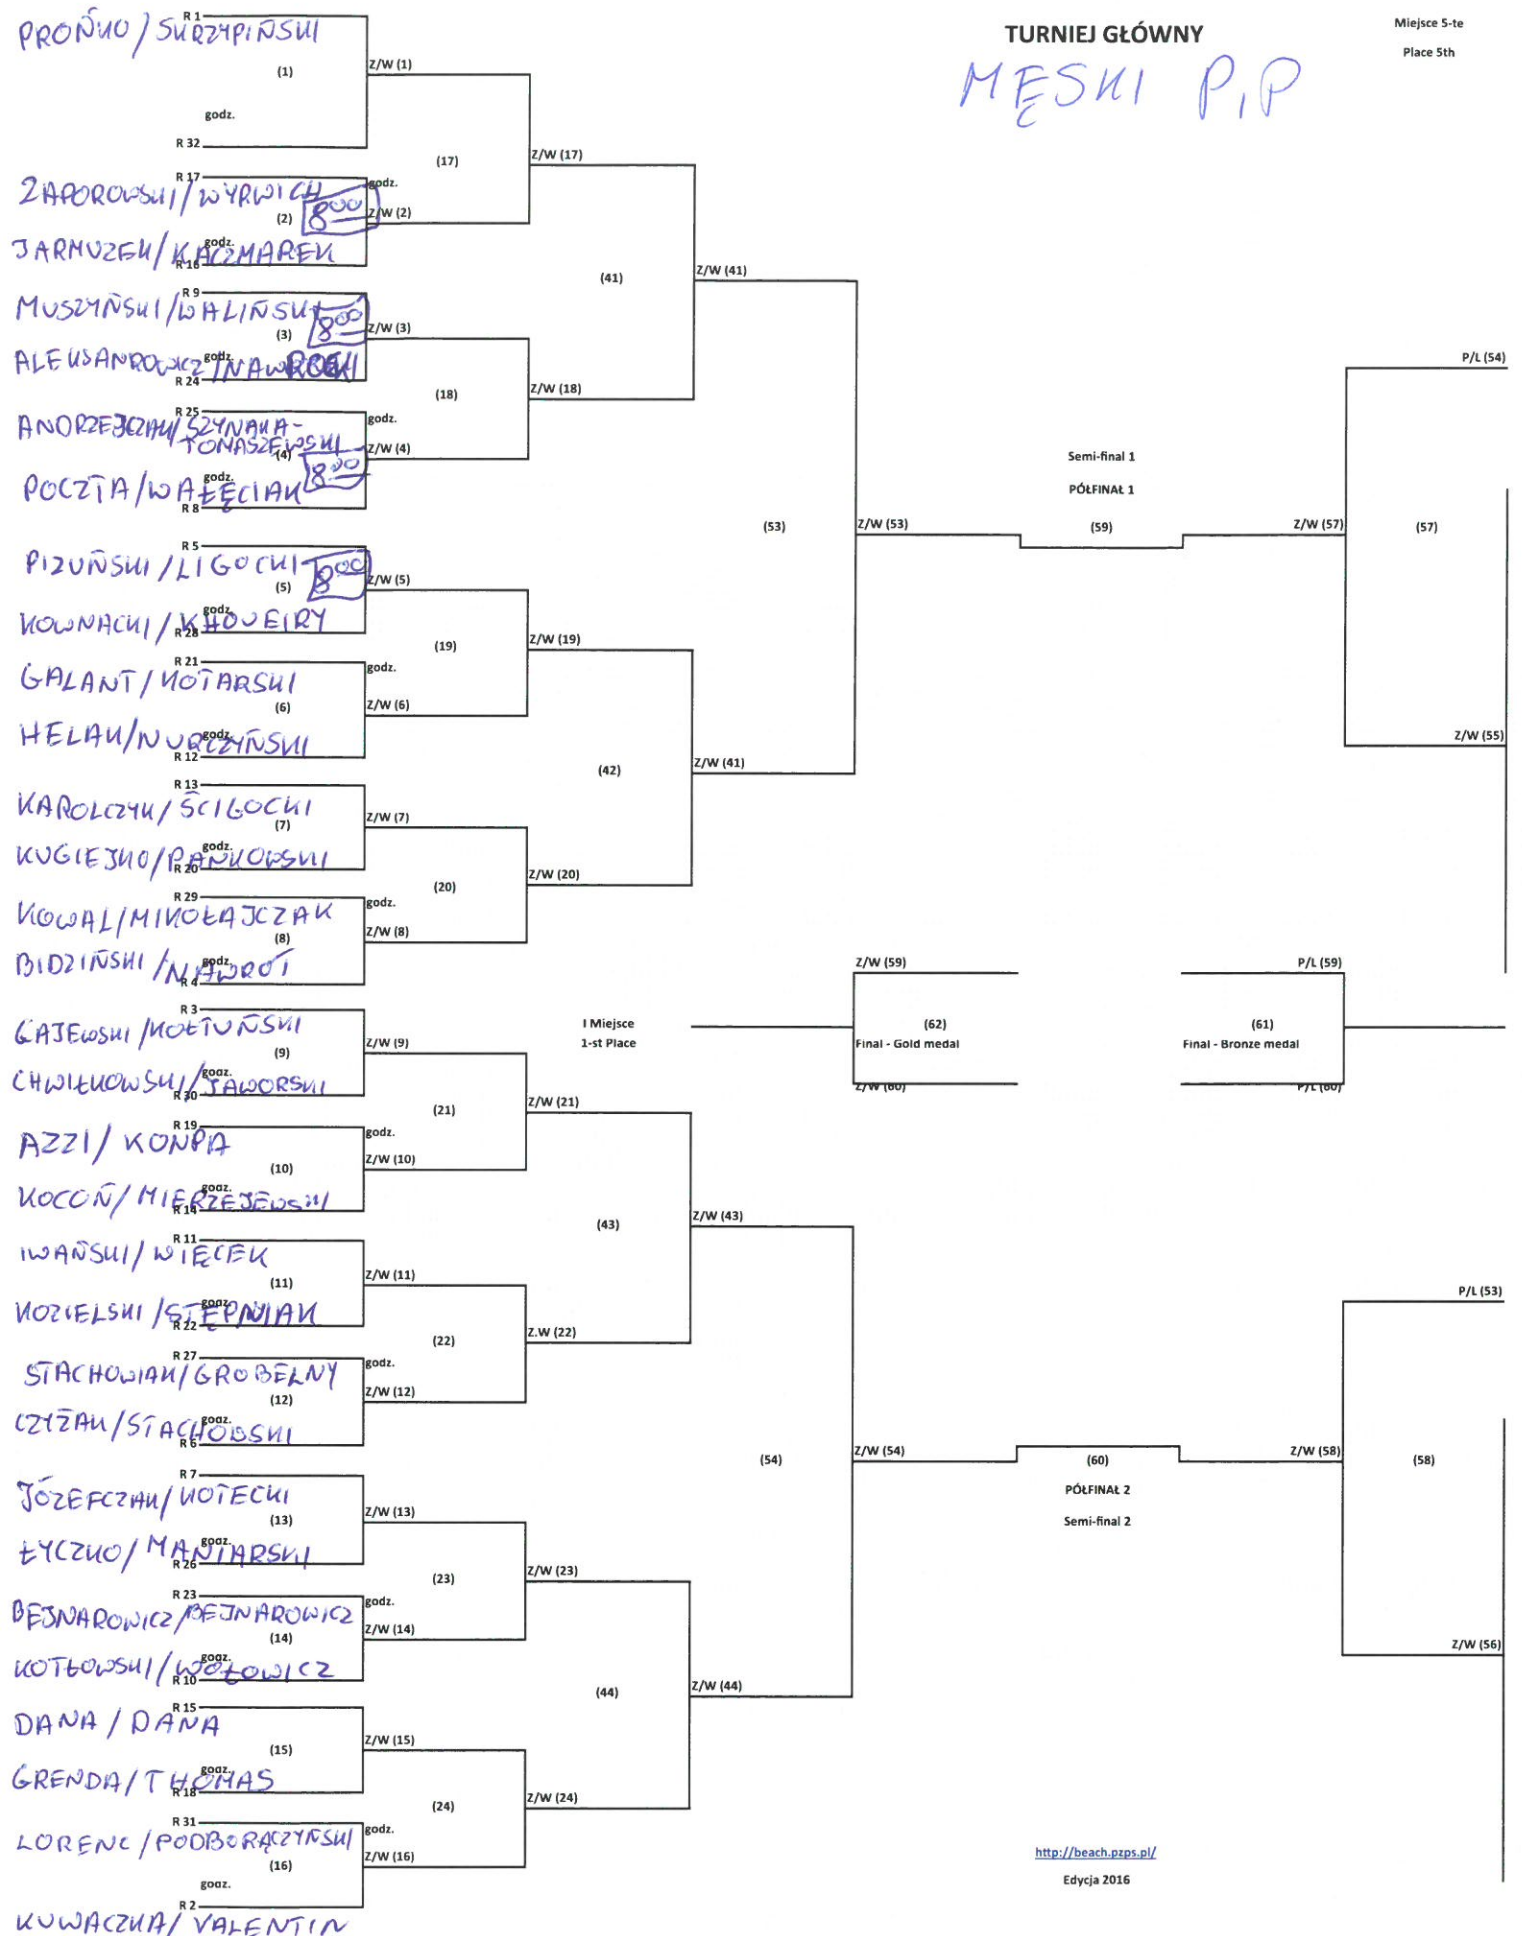 TURNIEJ GŁÓWNY
MĘSKI P,P
Miejsce 5-te
Place 5th
R 1
PROŃKO/SKRZYPIŃSKI
(1)
Z/W (1)
godz.
R 32
(17)
Z/W (17)
R 17
godz.
ZAPOROWSKI/WYRWICH
(2)
8⁰⁰
Z/W (2)
godz.
JARMUZEK/KACZMAREK
R 16
(41)
Z/W (41)
R 9
MUSZYŃSKI/WALIŃSKI
(3)
8⁰⁰
Z/W (3)
godz.
ALEKSANROWICZ/NAWROCKI
R 24
(18)
Z/W (18)
R 25
godz.
ANDRZEJCZAK/SZYNAKA-
TOMASZEWSKI
(4)
8⁰⁰
Z/W (4)
godz.
POCZTA/WAŁĘCIAK
R 8
Semi-final 1
PÓŁFINAŁ 1
(53)
Z/W (53)
(59)
Z/W (57)
(57)
P/L (54)
Z/W (55)
R 5
PIZUŃSKI/LIGOCKI
(5)
8⁰⁰
Z/W (5)
godz.
KOWNACKI/KHOUEIRY
R 28
(19)
Z/W (19)
R 21
godz.
GALANT/KOTARSKI
(6)
Z/W (6)
godz.
HELAK/NURCZYŃSKI
R 12
(42)
Z/W (41)
R 13
KAROLCZYK/ŚCIGOCKI
(7)
Z/W (7)
godz.
KUGIEJKO/PANKOWSKI
R 20
(20)
Z/W (20)
R 29
godz.
KOWAL/MIKOŁAJCZAK
(8)
Z/W (8)
godz.
BIDZIŃSKI/NAWROT
R 4
I Miejsce
1-st Place
Z/W (59)
(62)
Final - Gold medal
Z/W (60)
P/L (59)
(61)
Final - Bronze medal
P/L (60)
R 3
GAJEWSKI/KOŁTUŃSKI
(9)
Z/W (9)
godz.
CHWIŁKOWSKI/JAWORSKI
R 30
(21)
Z/W (21)
R 19
godz.
AZZI/KONPA
(10)
Z/W (10)
godz.
KOCOŃ/MIERZEJEWSKI
R 14
(43)
Z/W (43)
R 11
IWAŃSKI/WIĘCEK
(11)
Z/W (11)
godz.
KOZIELSKI/STĘPNIAK
R 22
(22)
Z.W (22)
R 27
godz.
STACHOWIAK/GROBELNY
(12)
Z/W (12)
godz.
CZYŻAK/STACHOWSKI
R 6
(54)
Z/W (54)
(60)
PÓŁFINAŁ 2
Semi-final 2
Z/W (58)
(58)
P/L (53)
Z/W (56)
R 7
JÓZEFCZAK/KOTECKI
(13)
Z/W (13)
godz.
ŁYCZKO/MANIARSKI
R 26
(23)
Z/W (23)
R 23
godz.
BEJNAROWICZ/BEJNAROWICZ
(14)
Z/W (14)
godz.
KOTŁOWSKI/WOŁOWICZ
R 10
(44)
Z/W (44)
R 15
DANA/DANA
(15)
Z/W (15)
godz.
GRENDA/THOMAS
R 18
(24)
Z/W (24)
R 31
godz.
LORENC/PODBORĄCZYŃSKI
(16)
Z/W (16)
godz.
R 2
KUWACZKA/VALENTIN
http://beach.pzps.pl/
Edycja 2016